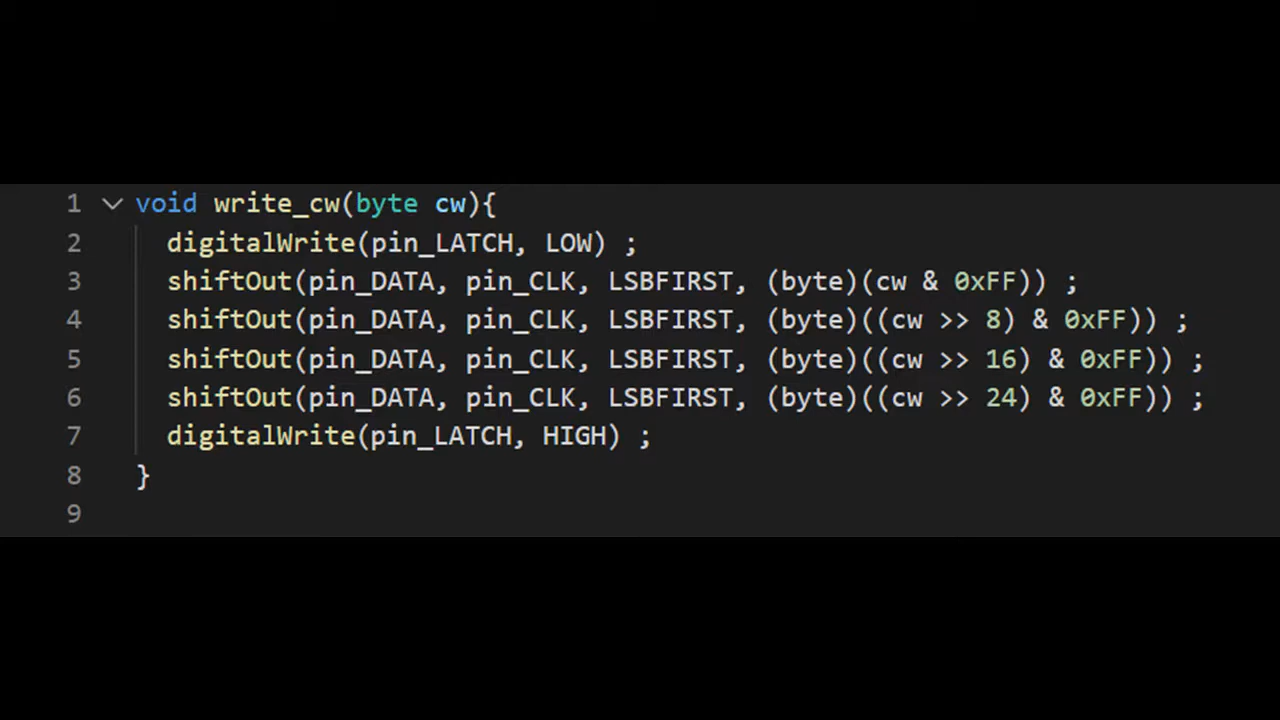 1 void write_cw(byte cw){
2 digitalWrite(pin_LATCH, LOW) ;
3 shiftOut(pin_DATA, pin_CLK, LSBFIRST, (byte)(cw & 0xFF)) ;
4 shiftOut(pin_DATA, pin_CLK, LSBFIRST, (byte)((cw >> 8) & 0xFF)) ;
5 shiftOut(pin_DATA, pin_CLK, LSBFIRST, (byte)((cw >> 16) & 0xFF)) ;
6 shiftOut(pin_DATA, pin_CLK, LSBFIRST, (byte)((cw >> 24) & 0xFF)) ;
7 digitalWrite(pin_LATCH, HIGH) ;
8 }
9